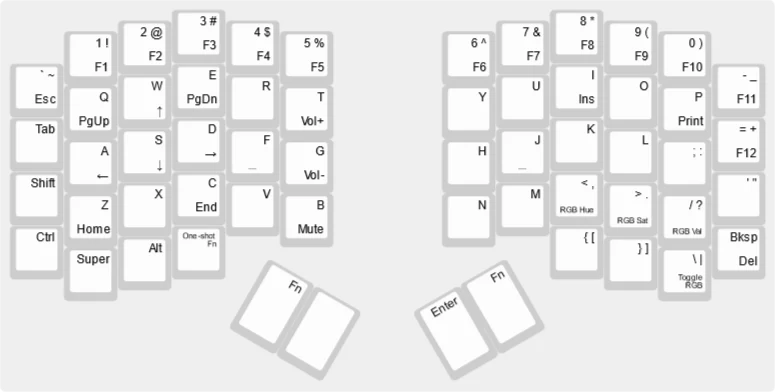 3 #
F3
2 @
F2
4 $
F4
1 !
F1
5 %
F5
` ~
Esc
E
PgDn
W
↑
R
Q
PgUp
T
Vol+
Tab
D
→
S
↓
F
_
A
←
G
Vol-
Shift
C
End
X
V
Z
Home
B
Mute
Ctrl
One-shot
Fn
Alt
Super
Fn
8 *
F8
7 &
F7
9 (
F9
6 ^
F6
0 )
F10
- _
F11
I
Ins
U
O
Y
P
Print
= +
F12
K
J
_
L
H
; :
' "
< ,
RGB Hue
M
> .
RGB Sat
N
/ ?
RGB Val
{ [
} ]
\ |
Toggle
RGB
Bksp
Del
Fn
Enter